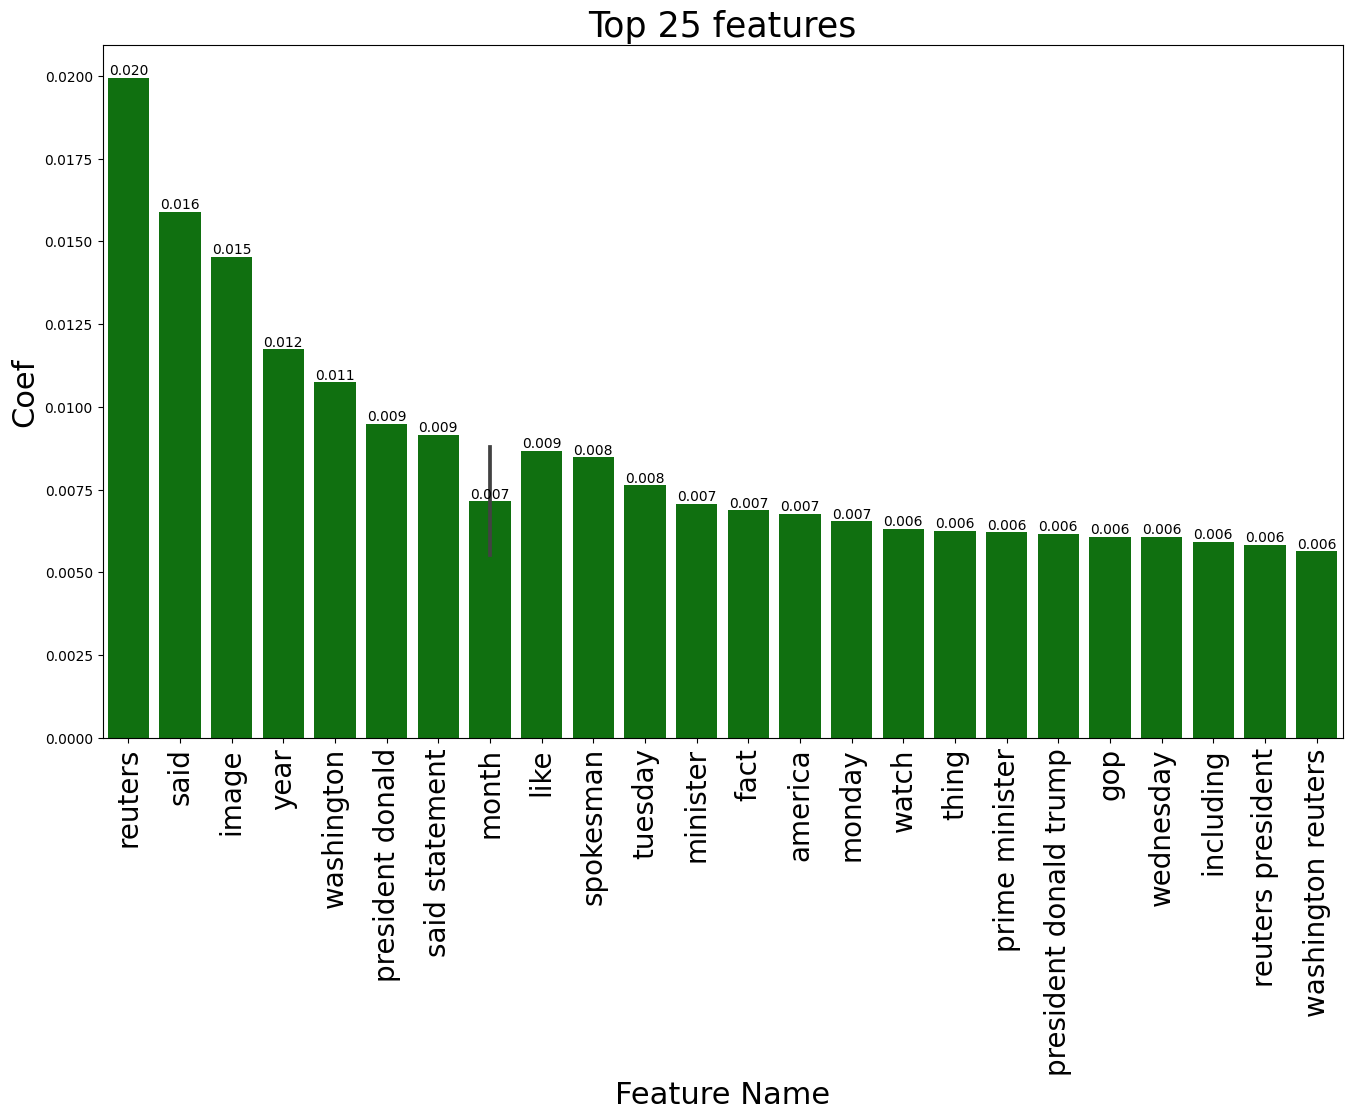 Top 25 features
Coef
0.0200
0.0175
0.0150
0.0125
0.0100
0.0075
0.0050
0.0025
0.0000
0.020
0.016
0.015
0.012
0.011
0.009
0.009
0.007
0.009
0.008
0.008
0.007
0.007
0.007
0.007
0.006
0.006
0.006
0.006
0.006
0.006
0.006
0.006
0.006
reuters
said
image
year
washington
president donald
said statement
month
like
spokesman
tuesday
minister
fact
america
monday
watch
thing
prime minister
president donald trump
gop
wednesday
including
reuters president
washington reuters
Feature Name